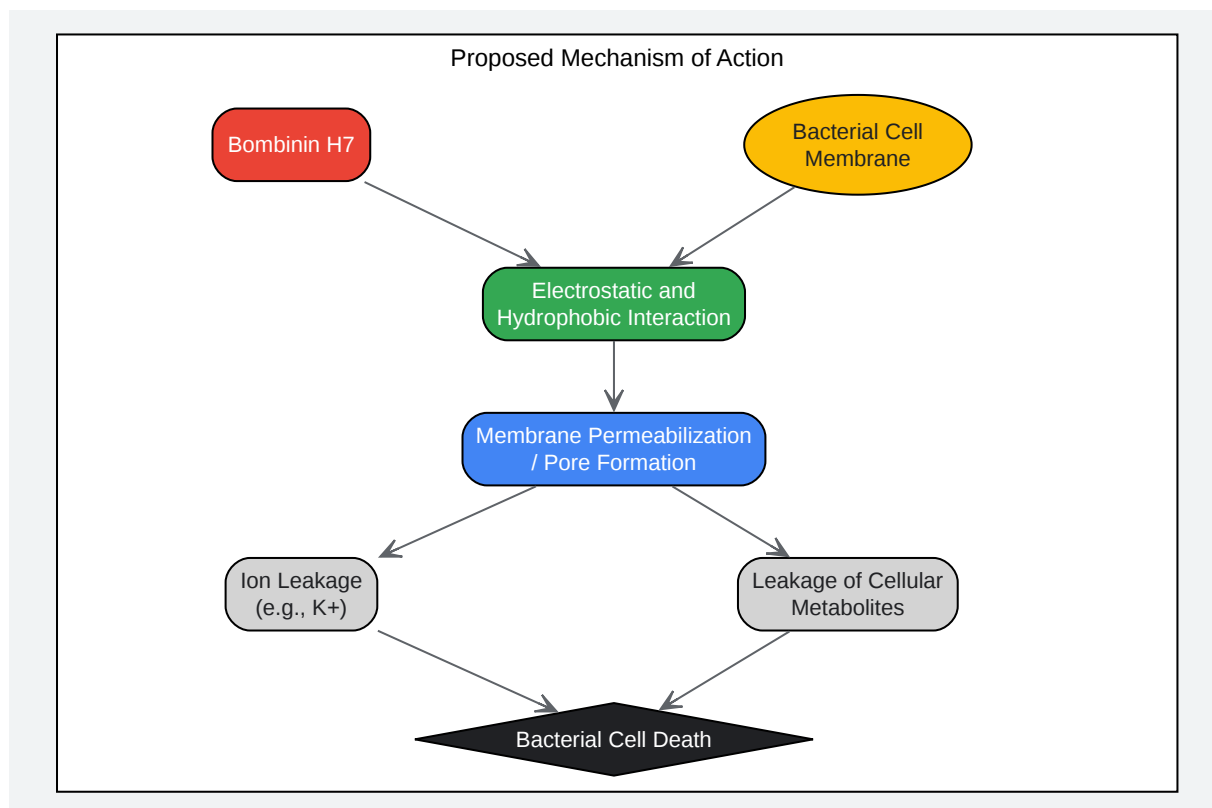 Proposed Mechanism of Action
Bombinin H7
Bacterial Cell
Membrane
Electrostatic and
Hydrophobic Interaction
Membrane Permeabilization
/ Pore Formation
Ion Leakage
(e.g., K+)
Leakage of Cellular
Metabolites
Bacterial Cell Death